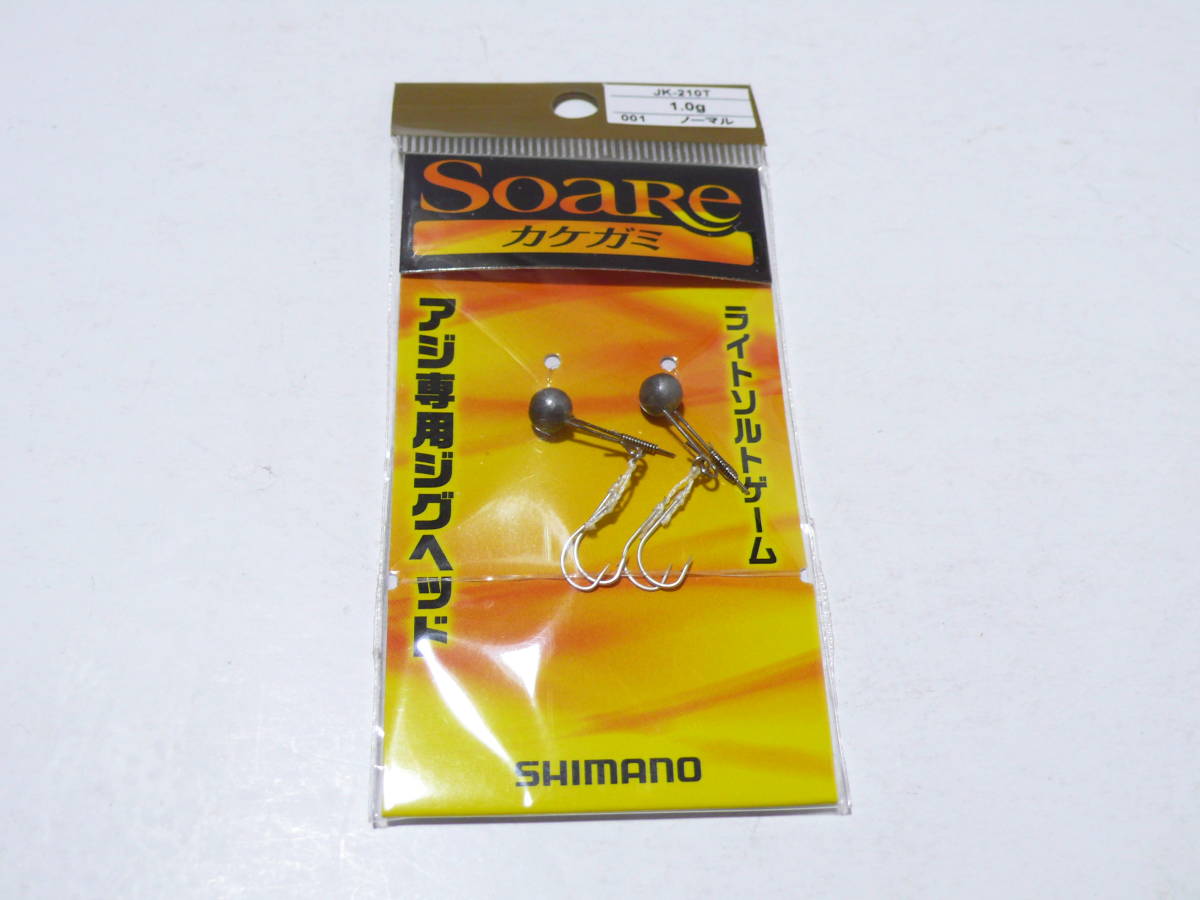 JK-210T
1.0g
001 ノーマル
Soare
カケガミ
アジ専用ジグヘッド
ライトソルトゲーム
SHIMANO